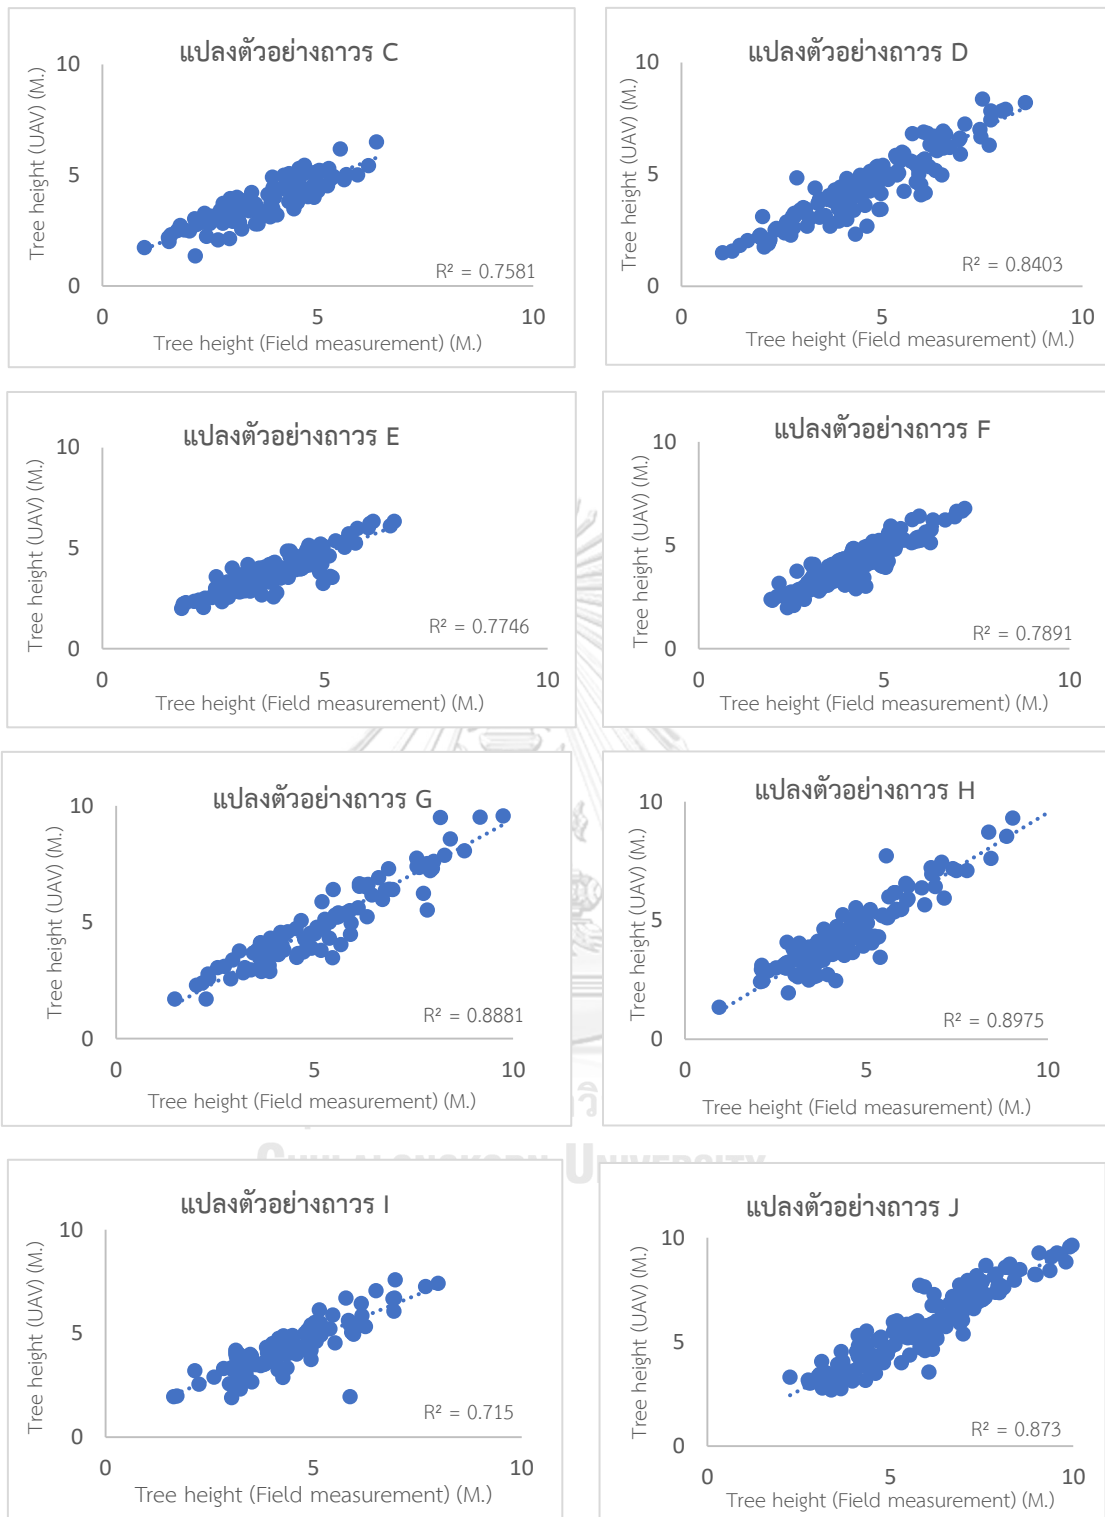 แปลงตัวอย่างถาวร C
Tree height (UAV) (M.)
10
5
0
R² = 0.7581
0 5 10
Tree height (Field measurement) (M.)
แปลงตัวอย่างถาวร D
Tree height (UAV) (M.)
10
5
0
R² = 0.8403
0 5 10
Tree height (Field measurement) (M.)
แปลงตัวอย่างถาวร E
Tree height (UAV) (M.)
10
5
0
R² = 0.7746
0 5 10
Tree height (Field measurement) (M.)
แปลงตัวอย่างถาวร F
Tree height (UAV) (M.)
10
5
0
R² = 0.7891
0 5 10
Tree height (Field measurement) (M.)
แปลงตัวอย่างถาวร G
Tree height (UAV) (M.)
10
5
0
R² = 0.8881
0 5 10
Tree height (Field measurement) (M.)
แปลงตัวอย่างถาวร H
Tree height (UAV) (M.)
10
5
0
R² = 0.8975
0 5 10
Tree height (Field measurement) (M.)
แปลงตัวอย่างถาวร I
Tree height (UAV) (M.)
10
5
0
R² = 0.715
0 5 10
Tree height (Field measurement) (M.)
แปลงตัวอย่างถาวร J
Tree height (UAV) (M.)
10
5
0
R² = 0.873
0 5 10
Tree height (Field measurement) (M.)